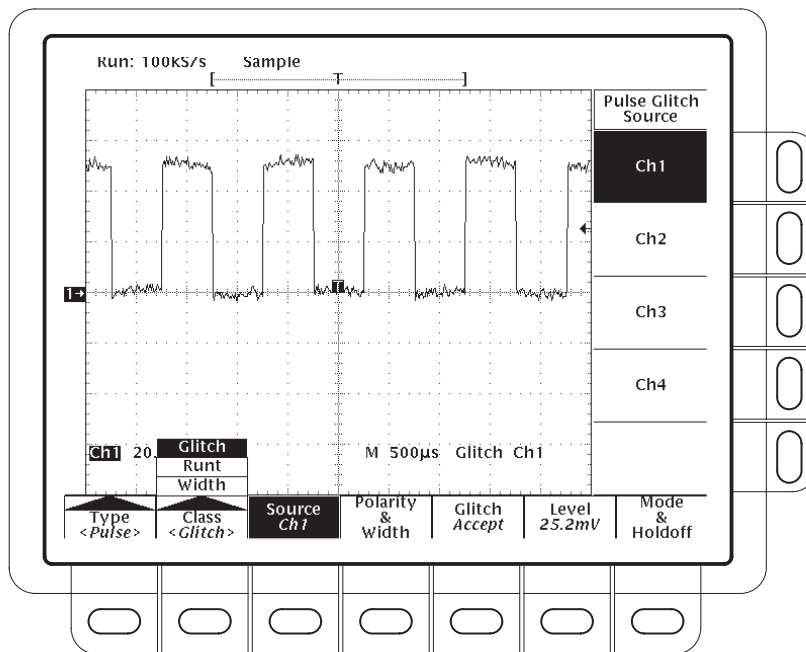 Run: 100kS/s Sample
[ T ]
Pulse Glitch
Source
Ch1
Ch2
Ch3
Ch4
T
1→
Ch1 20. M 500µs Glitch Ch1
Glitch
Runt
Width
Type
<Pulse>
Class
<Glitch>
Source
Ch1
Polarity
&
Width
Glitch
Accept
Level
25.2mV
Mode
&
Holdoff